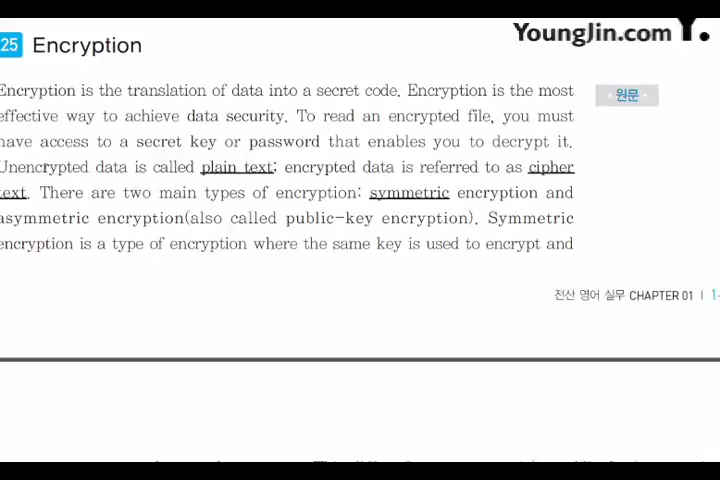 YoungJin.com Y.
25 Encryption
Encryption is the translation of data into a secret code. Encryption is the most
원문
effective way to achieve data security. To read an encrypted file, you must
have access to a secret key or password that enables you to decrypt it.
Unencrypted data is called plain text; encrypted data is referred to as cipher
text. There are two main types of encryption: symmetric encryption and
asymmetric encryption(also called public-key encryption). Symmetric
encryption is a type of encryption where the same key is used to encrypt and
전산 영어 실무 CHAPTER 01 | 1-